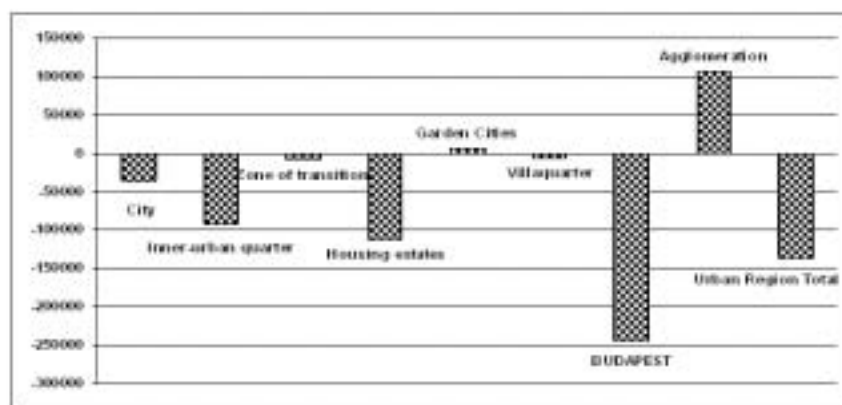 150000
100000
50000
0
-50000
-100000
-150000
-200000
-250000
-300000
Agglomeration
Garden Cities
Zone of transition
Villaquarter
City
Inner-urban quarter
Housing estates
Urban Region Total
BUDAPEST